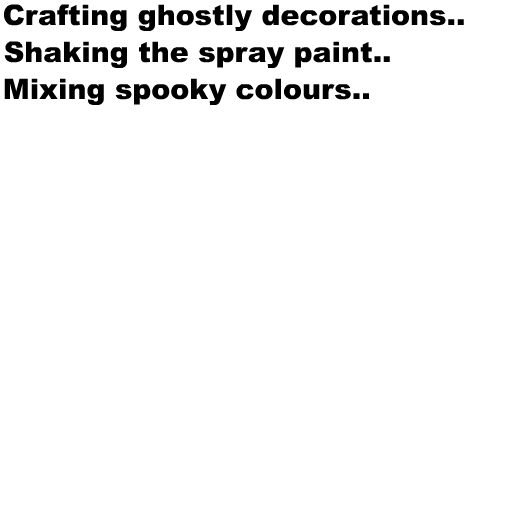 Crafting ghostly decorations..
Shaking the spray paint..
Mixing spooky colours..